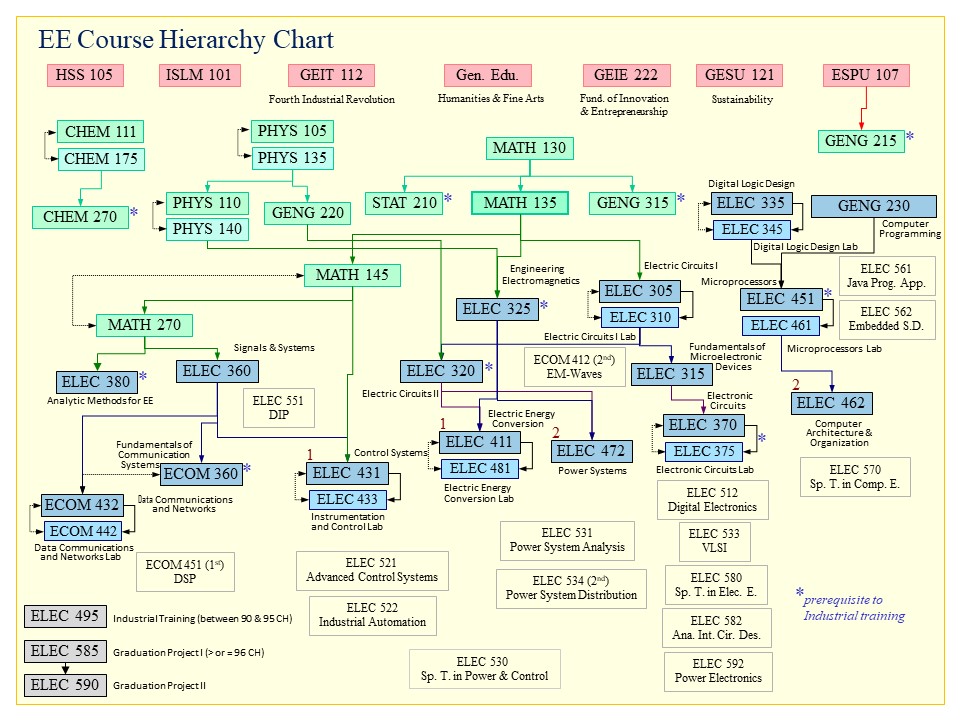 EE Course Hierarchy Chart
HSS 105
ISLM 101
GEIT 112
Gen. Edu.
GEIE 222
GESU 121
ESPU 107
Fourth Industrial Revolution
Humanities & Fine Arts
Fund. of Innovation
& Entrepreneurship
Sustainability
CHEM 111
CHEM 175
PHYS 105
PHYS 135
MATH 130
GENG 215
*
CHEM 270
*
PHYS 110
PHYS 140
GENG 220
STAT 210
*
MATH 135
GENG 315
*
Digital Logic Design
ELEC 335
ELEC 345
Digital Logic Design Lab
GENG 230
Computer
Programming
MATH 145
Engineering
Electromagnetics
ELEC 325
*
Electric Circuits I
ELEC 305
ELEC 310
Electric Circuits I Lab
Microprocessors
ELEC 451
*
ELEC 461
Microprocessors Lab
ELEC 561
Java Prog. App.
ELEC 562
Embedded S.D.
MATH 270
Signals & Systems
ELEC 380
*
Analytic Methods for EE
ELEC 360
ELEC 551
DIP
ELEC 320
*
Electric Circuits II
ECOM 412 (2nd)
EM-Waves
Fundamentals of
Microelectronic
Devices
ELEC 315
2
ELEC 462
Computer
Architecture &
Organization
Electronic
Circuits
ELEC 370
*
ELEC 375
Electronic Circuits Lab
Electric Energy
Conversion
1
ELEC 411
ELEC 481
Electric Energy
Conversion Lab
2
ELEC 472
Power Systems
Fundamentals of
Communication
Systems
ECOM 360
*
1
Control Systems
ELEC 431
ELEC 433
Instrumentation
and Control Lab
ECOM 432
Data Communications
and Networks
ECOM 442
Data Communications
and Networks Lab
ELEC 570
Sp. T. in Comp. E.
ELEC 512
Digital Electronics
ELEC 531
Power System Analysis
ELEC 533
VLSI
ECOM 451 (1st)
DSP
ELEC 521
Advanced Control Systems
ELEC 534 (2nd)
Power System Distribution
ELEC 580
Sp. T. in Elec. E.
ELEC 522
Industrial Automation
ELEC 582
Ana. Int. Cir. Des.
*prerequisite to
Industrial training
ELEC 495
Industrial Training (between 90 & 95 CH)
ELEC 585
Graduation Project I (> or = 96 CH)
ELEC 530
Sp. T. in Power & Control
ELEC 592
Power Electronics
ELEC 590
Graduation Project II